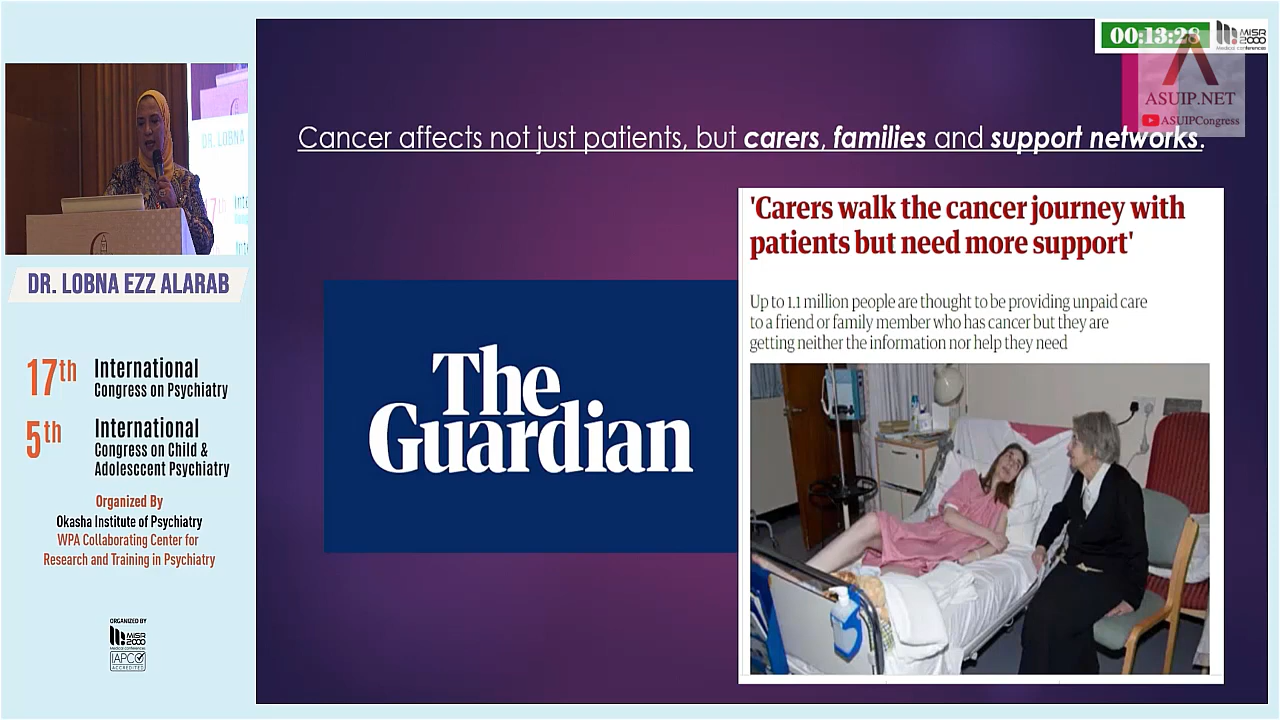 00:13:28
MISR
2000
Medical conferences
ASUIP.NET
ASUIPCongress
Cancer affects not just patients, but carers, families and support networks.
'Carers walk the cancer journey with
patients but need more support'
Up to 1.1 million people are thought to be providing unpaid care
to a friend or family member who has cancer but they are
getting neither the information nor help they need
The
Guardian
DR. LOBNA
DR. LOBNA EZZ ALARAB
17th International
Congress on Psychiatry
5th International
Congress on Child &
Adolesccent Psychiatry
Organized By
Okasha Institute of Psychiatry
WPA Collaborating Center for
Research and Training in Psychiatry
ORGANIZED BY
MISR
2000
Medical conferences
IAPCO
ACCREDITED